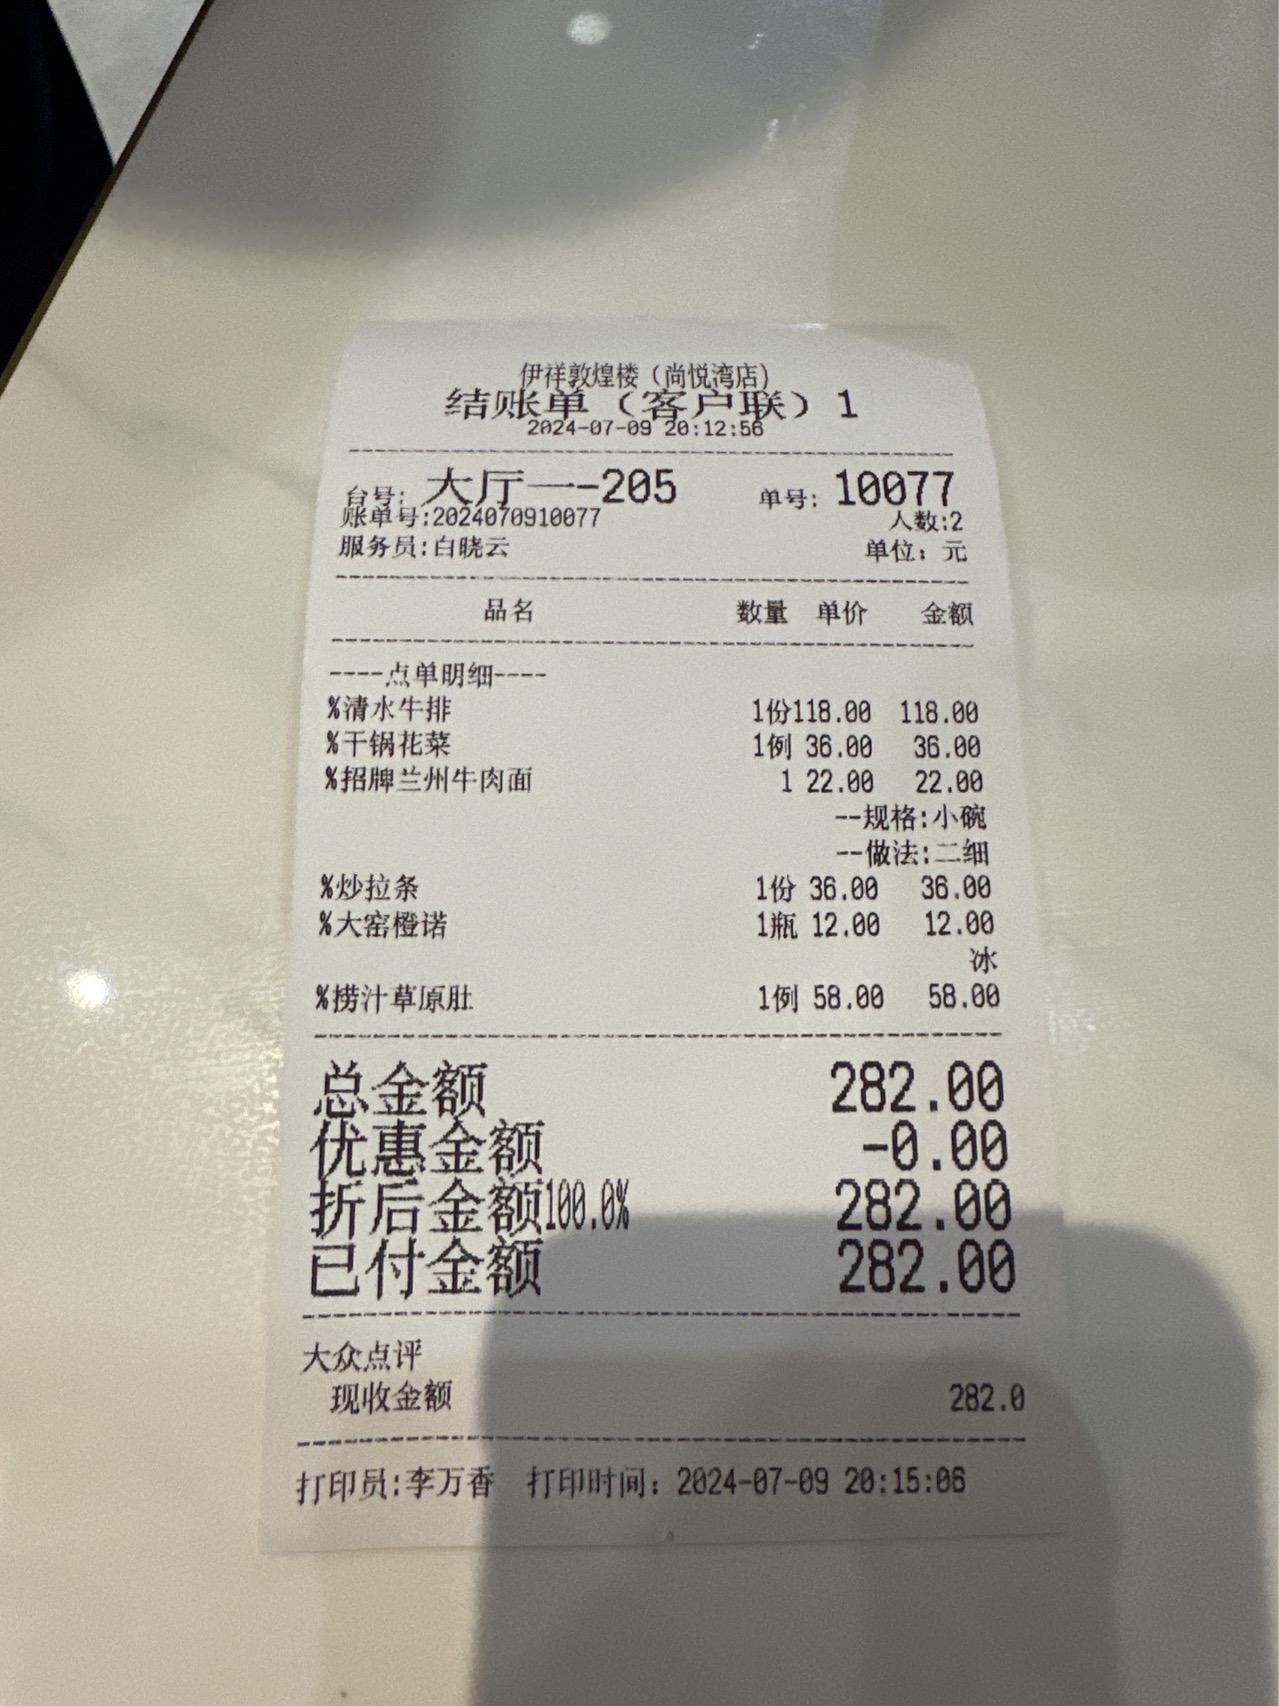 伊祥敦煌楼（尚悦湾店）
结账单（客户联）1
2024-07-09 20:12:56
台号: 大厅一-205 单号: 10077
账单号:2024070910077 人数:2
服务员:白晓云 单位: 元
品名 数量 单价 金额
----点单明细----
%清水牛排 1份118.00 118.00
%干锅花菜 1例 36.00 36.00
%招牌兰州牛肉面 1 22.00 22.00
--规格:小碗
--做法:二细
%炒拉条 1份 36.00 36.00
%大窑橙诺 1瓶 12.00 12.00
冰
%捞汁草原肚 1例 58.00 58.00
总金额 282.00
优惠金额 -0.00
折后金额100.0% 282.00
已付金额 282.00
大众点评
现收金额 282.0
打印员:李万香 打印时间: 2024-07-09 20:15:06